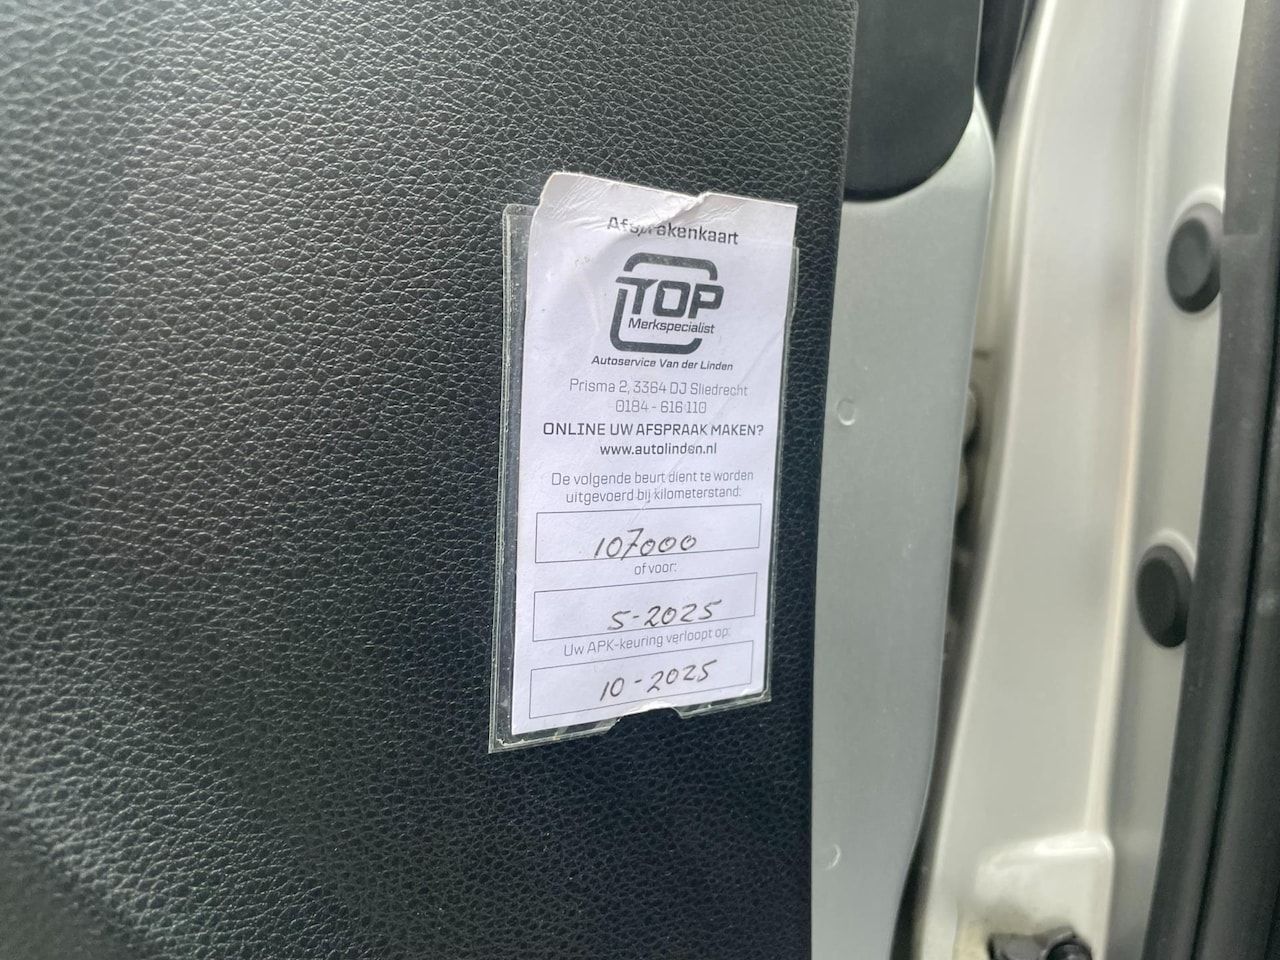 Afsprakenkaart
TOP
Merkspecialist
Autoservice Van der Linden
Prisma 2, 3364 DJ Sliedrecht
0184 - 616 110
ONLINE UW AFSPRAAK MAKEN?
www.autolinden.nl
De volgende beurt dient te worden
uitgevoerd bij kilometerstand:
107000
of voor:
5-2025
Uw APK-keuring verloopt op:
10-2025